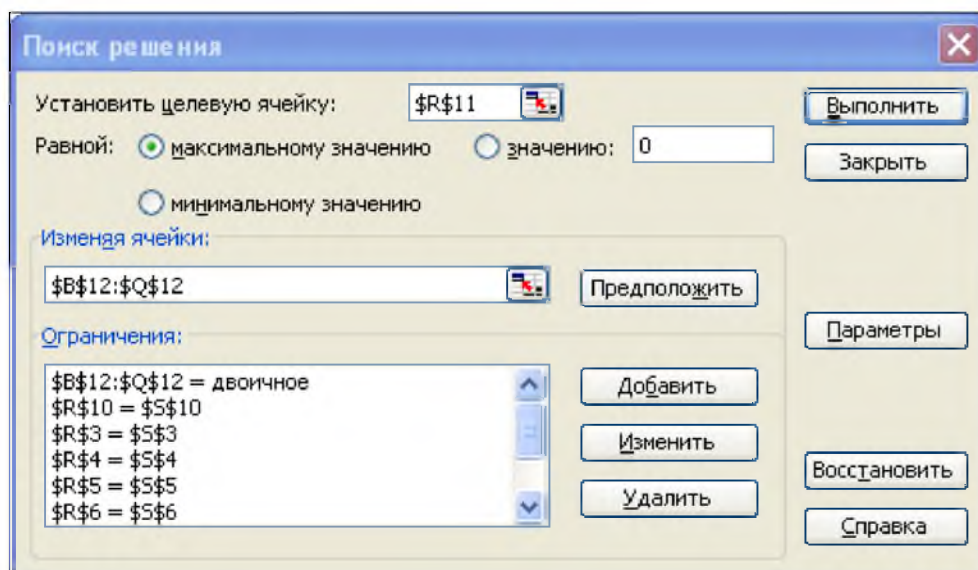 Поиск решения
Установить целевую ячейку: $R$11
Выполнить
Равной: максимальному значению значению: 0
Закрыть
минимальному значению
Изменяя ячейки:
$B$12:$Q$12
Предположить
Параметры
Ограничения:
$B$12:$Q$12 = двоичное
$R$10 = $S$10
$R$3 = $S$3
$R$4 = $S$4
$R$5 = $S$5
$R$6 = $S$6
Добавить
Изменить
Удалить
Восстановить
Справка